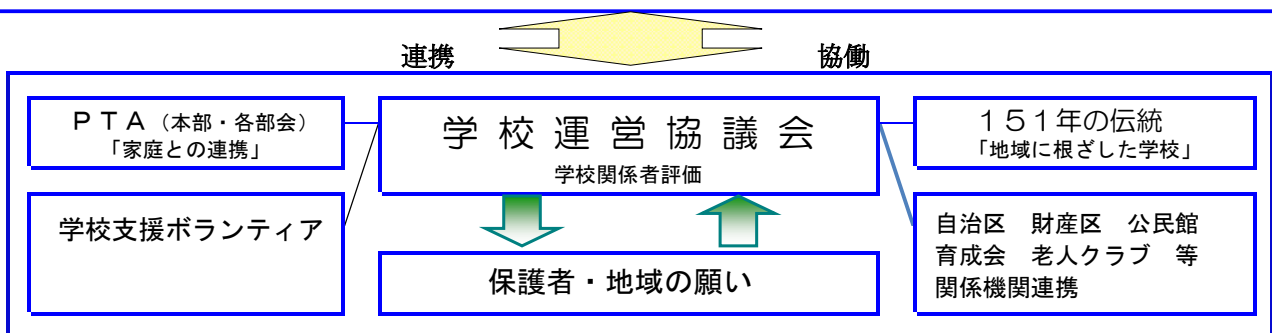 連携
協働
ＰＴＡ（本部・各部会）
「家庭との連携」
学校運営協議会
学校関係者評価
１５１年の伝統
「地域に根ざした学校」
学校支援ボランティア
保護者・地域の願い
自治区　財産区　公民館
育成会　老人クラブ　等
関係機関連携